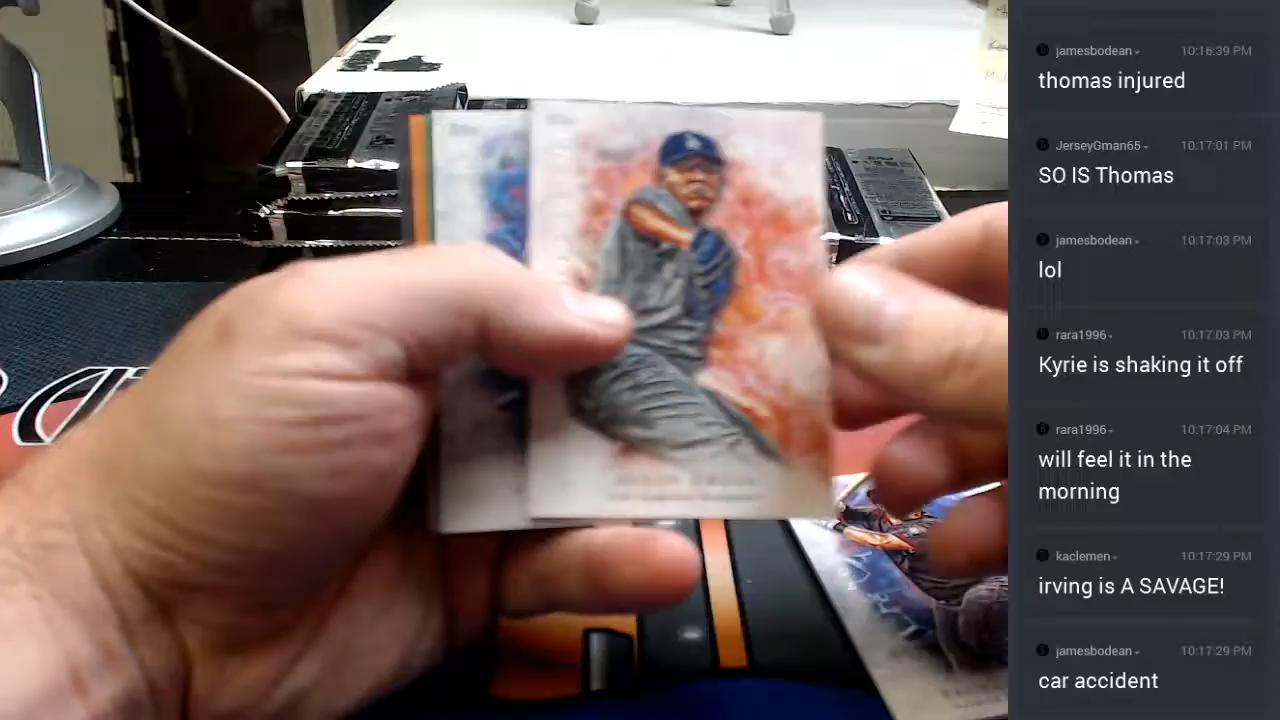 jamesbodean
10:16:39 PM
thomas injured
JerseyGman65
10:17:01 PM
SO IS Thomas
jamesbodean
10:17:03 PM
lol
rara1996
10:17:03 PM
Kyrie is shaking it off
rara1996
10:17:04 PM
will feel it in the
morning
kaclemen
10:17:29 PM
irving is A SAVAGE!
jamesbodean
10:17:29 PM
car accident